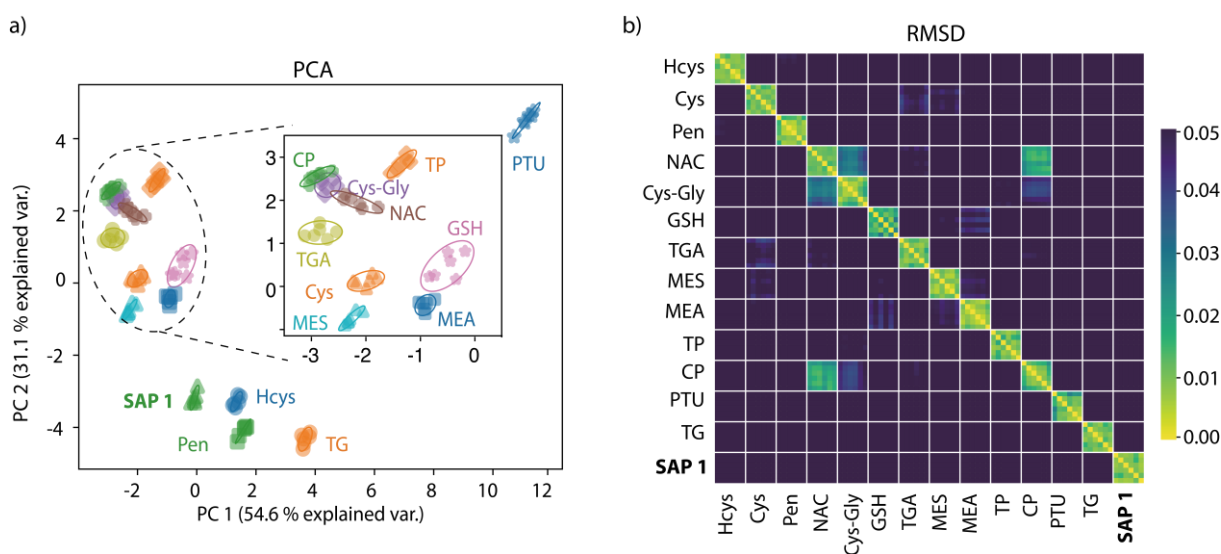 a)
PCA
PC 2 (31.1 % explained var.)
4
2
0
-2
-4
-2
0
2
4
6
8
10
12
PC 1 (54.6 % explained var.)
PTU
3
2
1
0
-3
-2
-1
0
CP
TP
Cys-Gly
NAC
GSH
TGA
Cys
MES
MEA
SAP 1
Hcys
Pen
TG
b)
RMSD
Hcys
Cys
Pen
NAC
Cys-Gly
GSH
TGA
MES
MEA
TP
CP
PTU
TG
SAP 1
Hcys
Cys
Pen
NAC
Cys-Gly
GSH
TGA
MES
MEA
TP
CP
PTU
TG
SAP 1
0.05
0.04
0.03
0.02
0.01
0.00